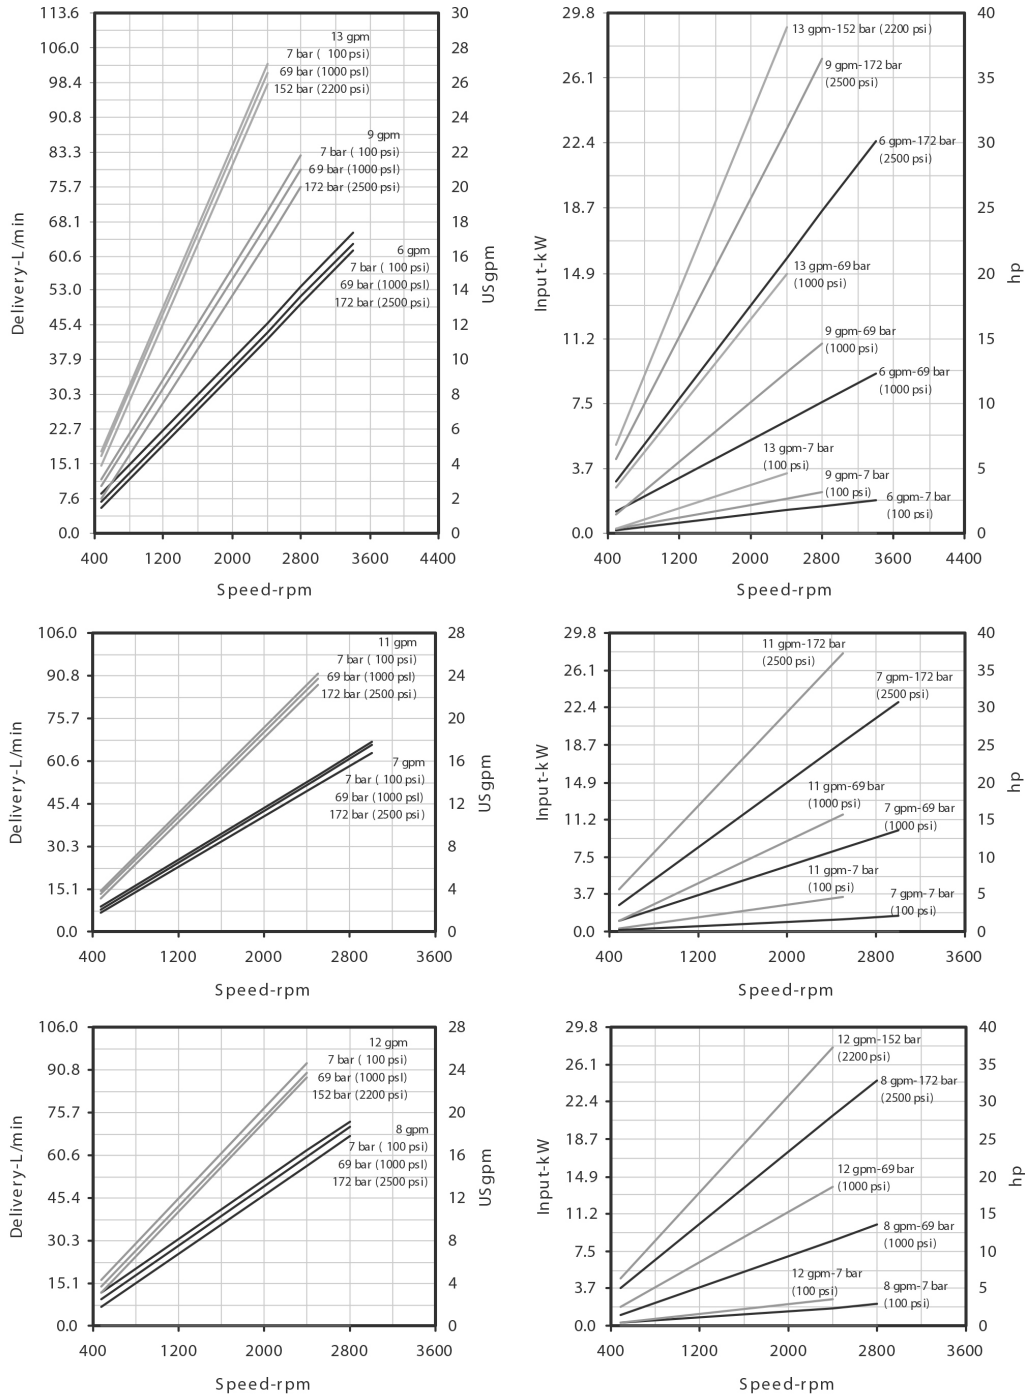 113.6
106.0
98.4
90.8
83.3
75.7
68.1
60.6
53.0
45.4
37.9
30.3
22.7
15.1
7.6
0.0
Delivery-L/min
13 gpm
7 bar ( 100 psi)
69 bar (1000 psl)
152 bar (2200 psi)
9 gpm
7 bar ( 100 psi)
69 bar (1000 psl)
172 bar (2500 psi)
6 gpm
7 bar ( 100 psi)
69 bar (1000 psl)
172 bar (2500 psi)
30
28
26
24
22
20
18
16
14
12
10
8
6
4
2
0
USgpm
400 1200 2000 2800 3600 4400
Speed-rpm
29.8
26.1
22.4
18.7
14.9
11.2
7.5
3.7
0.0
Input-kW
13 gpm-152 bar (2200 psi)
9 gpm-172 bar
(2500 psi)
6 gpm-172 bar
(2500 psi)
13 gpm-69 bar
(1000 psi)
9 gpm-69 bar
(1000 psi)
6 gpm-69 bar
(1000 psi)
13 gpm-7 bar
(100 psi)
9 gpm-7 bar
(100 psi)
6 gpm-7 bar
(100 psi)
40
35
30
25
20
15
10
5
0
hp
400 1200 2000 2800 3600 4400
Speed-rpm
106.0
90.8
75.7
60.6
45.4
30.3
15.1
0.0
Delivery-L/min
11 gpm
7 bar ( 100 psi)
69 bar (1000 psl)
172 bar (2500 psi)
7 gpm
7 bar ( 100 psi)
69 bar (1000 psl)
172 bar (2500 psi)
28
24
20
16
12
8
4
0
USgpm
400 1200 2000 2800 3600
Speed-rpm
29.8
26.1
22.4
18.7
14.9
11.2
7.5
3.7
0.0
Input-kW
11 gpm-172 bar
(2500 psi)
7 gpm-172 bar
(2500 psi)
11 gpm-69 bar
(1000 psi)
7 gpm-69 bar
(1000 psi)
11 gpm-7 bar
(100 psi)
7 gpm-7 bar
(100 psi)
40
35
30
25
20
15
10
5
0
hp
400 1200 2000 2800 3600
Speed-rpm
106.0
90.8
75.7
60.6
45.4
30.3
15.1
0.0
Delivery-L/min
12 gpm
7 bar ( 100 psi)
69 bar (1000 psl)
152 bar (2200 psi)
8 gpm
7 bar ( 100 psi)
69 bar (1000 psl)
172 bar (2500 psi)
28
24
20
16
12
8
4
0
USgpm
400 1200 2000 2800 3600
Speed-rpm
29.8
26.1
22.4
18.7
14.9
11.2
7.5
3.7
0.0
Input-kW
12 gpm-152 bar
(2200 psi)
8 gpm-172 bar
(2500 psi)
12 gpm-69 bar
(1000 psi)
8 gpm-69 bar
(1000 psi)
12 gpm-7 bar
(100 psi)
8 gpm-7 bar
(100 psi)
40
35
30
25
20
15
10
5
0
hp
400 1200 2000 2800 3600
Speed-rpm